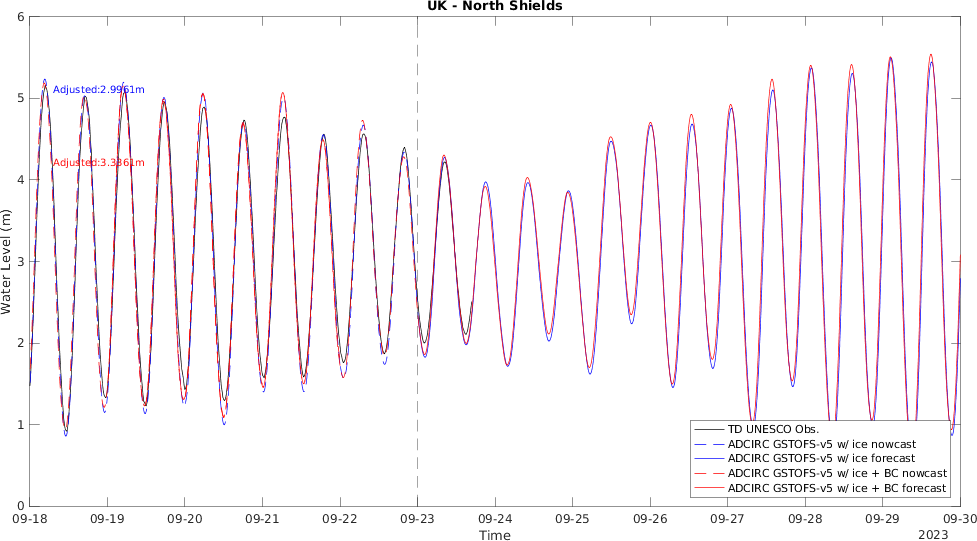 UK - North Shields
6
5
4
3
2
1
0
Water Level (m)
Adjusted:2.9961m
Adjusted:3.3361m
TD UNESCO Obs.
ADCIRC GSTOFS-v5 w/ ice nowcast
ADCIRC GSTOFS-v5 w/ ice forecast
ADCIRC GSTOFS-v5 w/ ice + BC nowcast
ADCIRC GSTOFS-v5 w/ ice + BC forecast
09-18 09-19 09-20 09-21 09-22 09-23 09-24 09-25 09-26 09-27 09-28 09-29 09-30
Time
2023